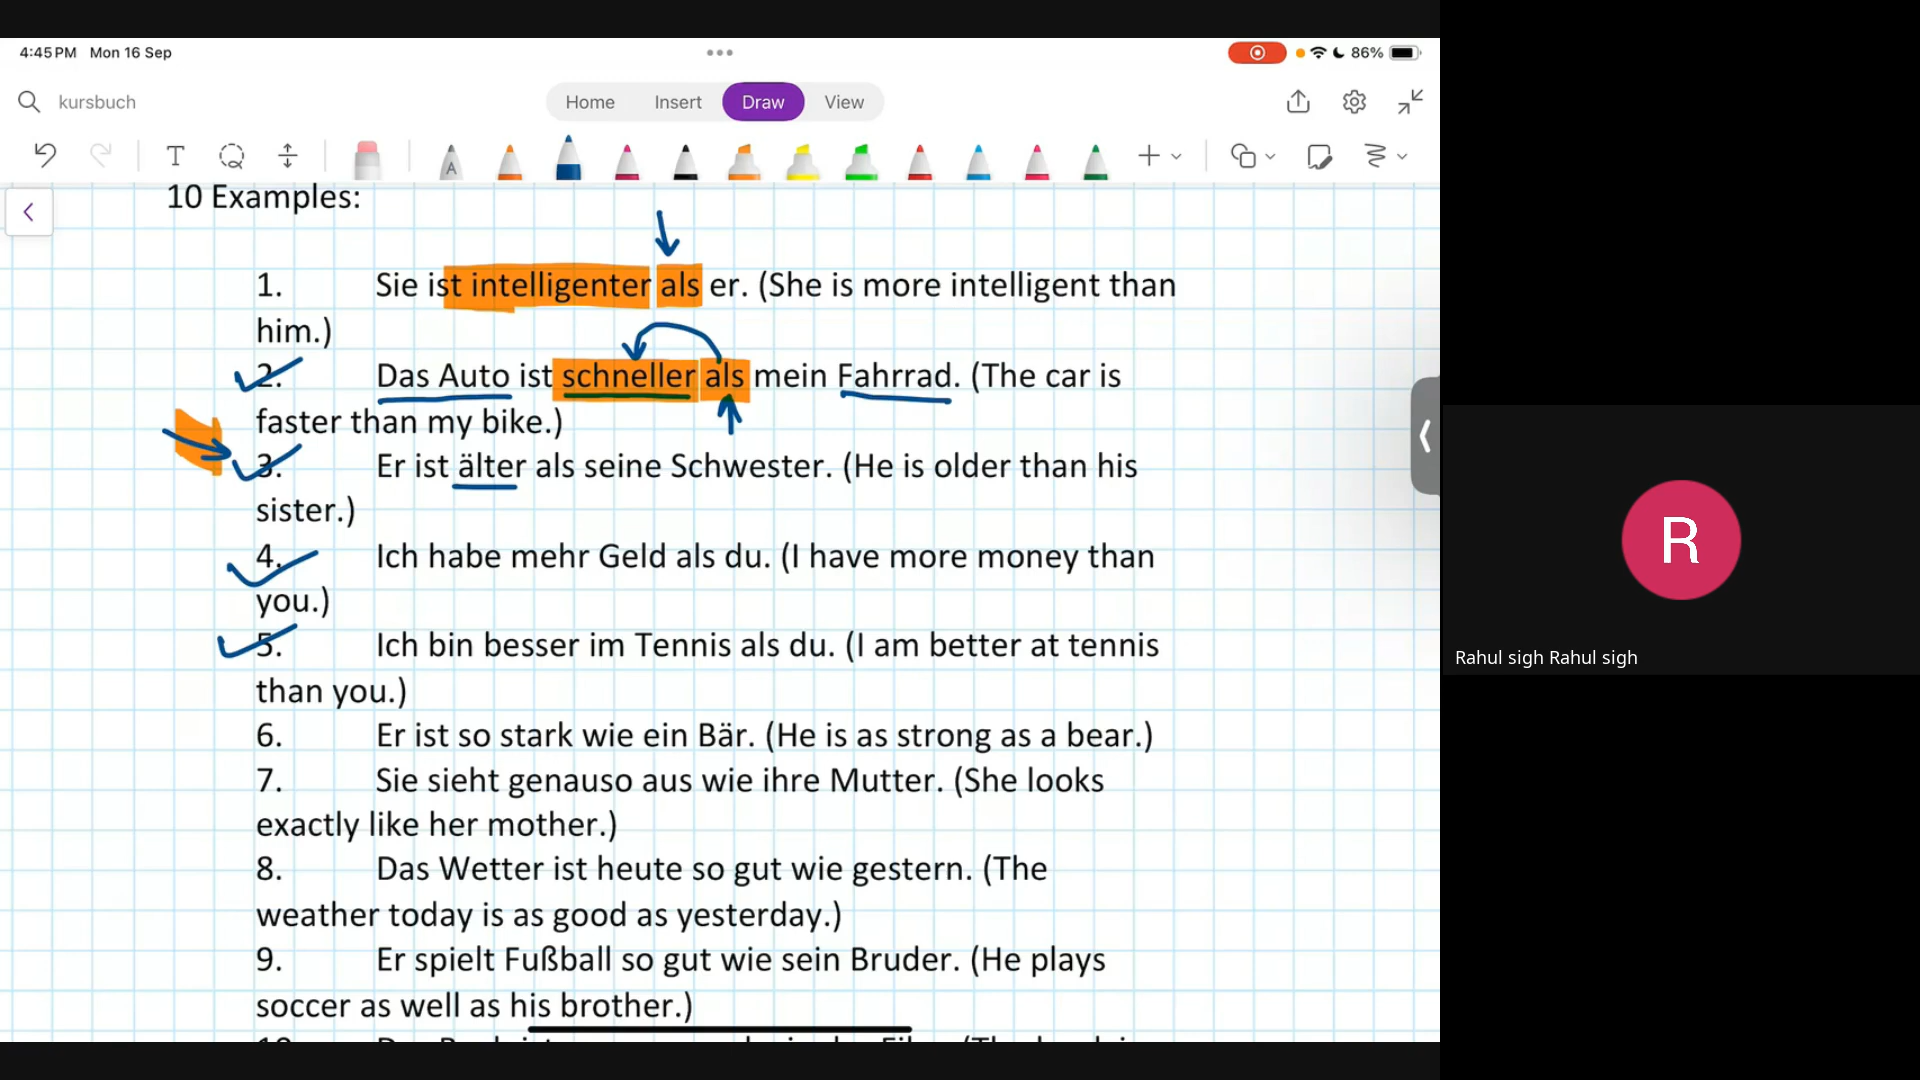 4:45 PM Mon 16 Sep
86%
kursbuch
Home Insert Draw View
T
A
10 Examples:
1. Sie ist intelligenter als er. (She is more intelligent than
him.)
2. Das Auto ist schneller als mein Fahrrad. (The car is
faster than my bike.)
3. Er ist älter als seine Schwester. (He is older than his
sister.)
4. Ich habe mehr Geld als du. (I have more money than
you.)
5. Ich bin besser im Tennis als du. (I am better at tennis
than you.)
6. Er ist so stark wie ein Bär. (He is as strong as a bear.)
7. Sie sieht genauso aus wie ihre Mutter. (She looks
exactly like her mother.)
8. Das Wetter ist heute so gut wie gestern. (The
weather today is as good as yesterday.)
9. Er spielt Fußball so gut wie sein Bruder. (He plays
soccer as well as his brother.)
R
Rahul sigh Rahul sigh